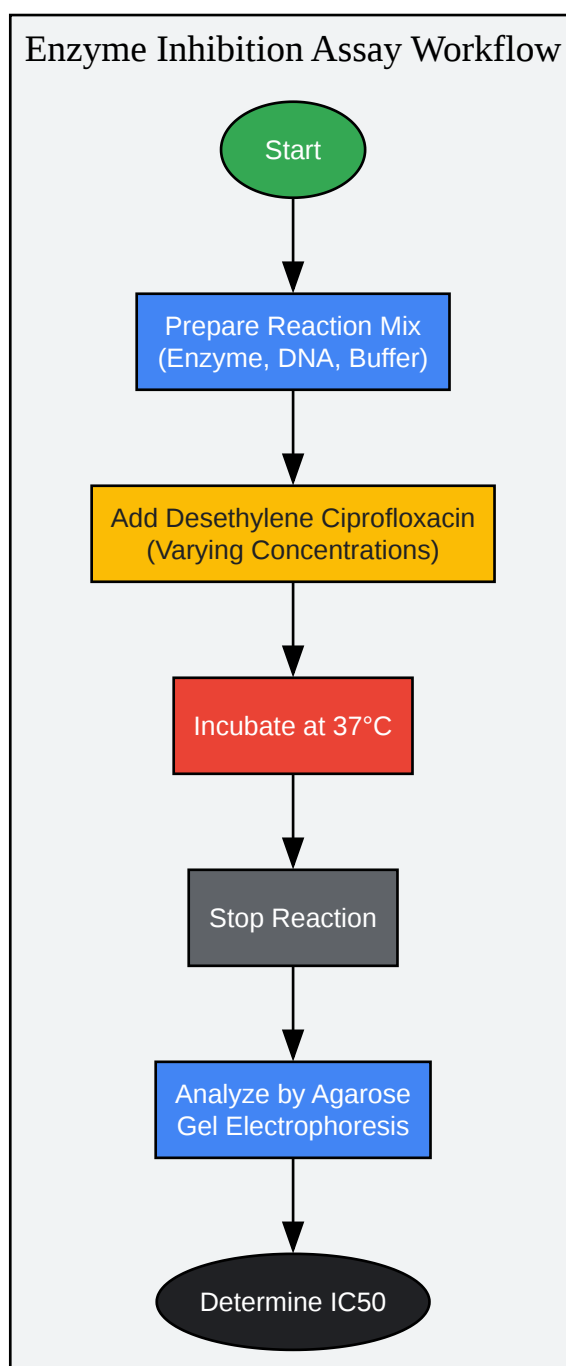 Enzyme Inhibition Assay Workflow
Start
Prepare Reaction Mix
(Enzyme, DNA, Buffer)
Add Desethylene Ciprofloxacin
(Varying Concentrations)
Incubate at 37°C
Stop Reaction
Analyze by Agarose
Gel Electrophoresis
Determine IC50